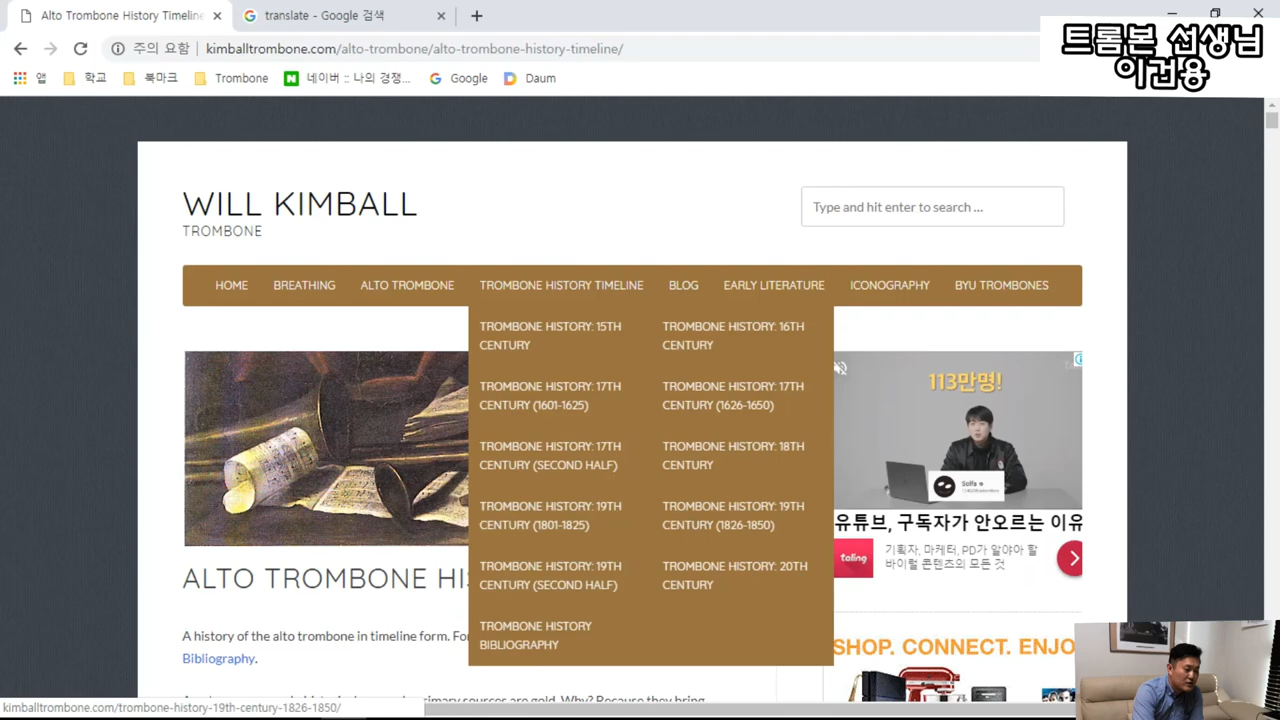 Alto Trombone History Timeline
translate - Google 검색
트롬본 선생님
이건용
주의 요함
kimballtrombone.com/alto-trombone/alto-trombone-history-timeline/
앱
학교
북마크
Trombone
네이버 :: 나의 경쟁...
Google
Daum
WILL KIMBALL
TROMBONE
Type and hit enter to search ...
HOME
BREATHING
ALTO TROMBONE
TROMBONE HISTORY TIMELINE
BLOG
EARLY LITERATURE
ICONOGRAPHY
BYU TROMBONES
TROMBONE HISTORY: 15TH
CENTURY
TROMBONE HISTORY: 16TH
CENTURY
TROMBONE HISTORY: 17TH
CENTURY (1601-1625)
TROMBONE HISTORY: 17TH
CENTURY (1626-1650)
TROMBONE HISTORY: 17TH
CENTURY (SECOND HALF)
TROMBONE HISTORY: 18TH
CENTURY
TROMBONE HISTORY: 19TH
CENTURY (1801-1825)
TROMBONE HISTORY: 19TH
CENTURY (1826-1850)
TROMBONE HISTORY: 19TH
CENTURY (SECOND HALF)
TROMBONE HISTORY: 20TH
CENTURY
TROMBONE HISTORY
BIBLIOGRAPHY
113만명!
Solfa
유튜브, 구독자가 안오르는 이유
taling
기획자, 마케터, PD가 알아야 할
바이럴 콘텐츠의 모든 것
ALTO TROMBONE HIS
A history of the alto trombone in timeline form. For
Bibliography.
SHOP. CONNECT. ENJO
kimballtrombone.com/trombone-history-19th-century-1826-1850/